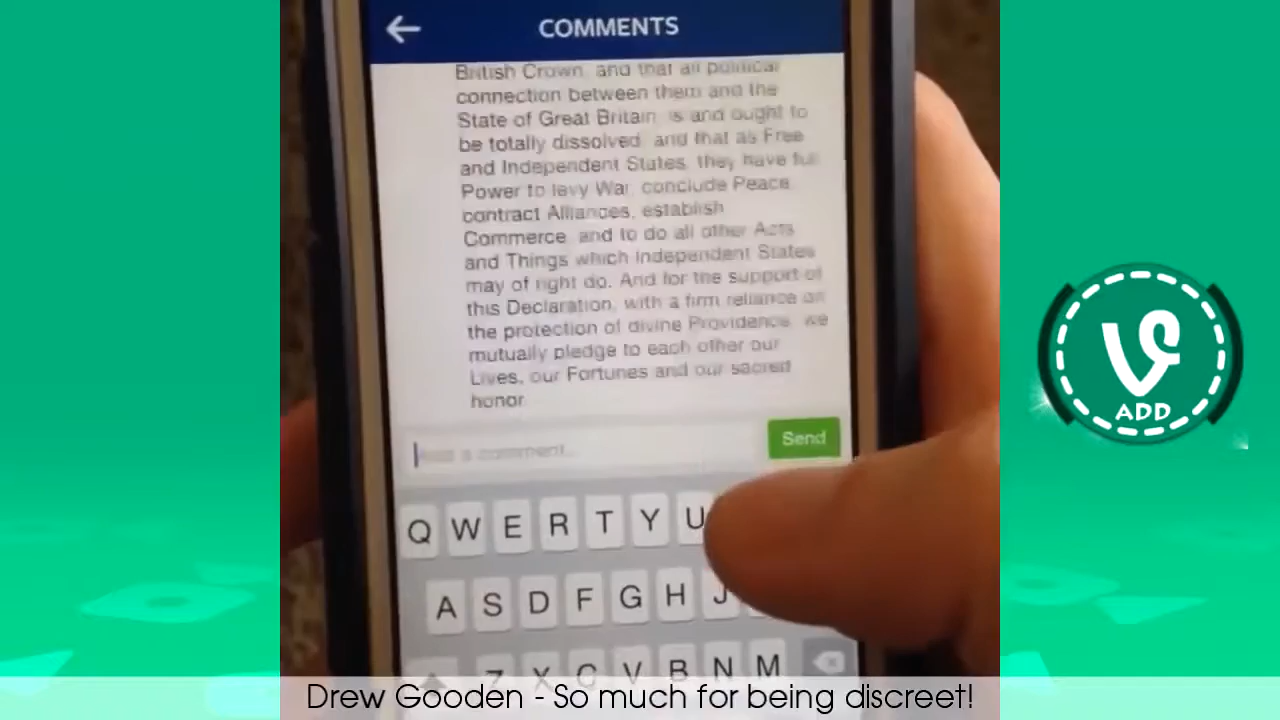 COMMENTS
British Crown, and that all political
connection between them and the
State of Great Britain, is and ought to
be totally dissolved; and that as Free
and Independent States, they have full
Power to levy War, conclude Peace,
contract Alliances, establish
Commerce, and to do all other Acts
and Things which Independent States
may of right do. And for the support of
this Declaration, with a firm reliance on
the protection of divine Providence, we
mutually pledge to each other our
Lives, our Fortunes and our sacred
honor.
Add a comment...
Send
Q W E R T Y U
A S D F G H J
Z X C V B N M
ADD
Drew Gooden - So much for being discreet!